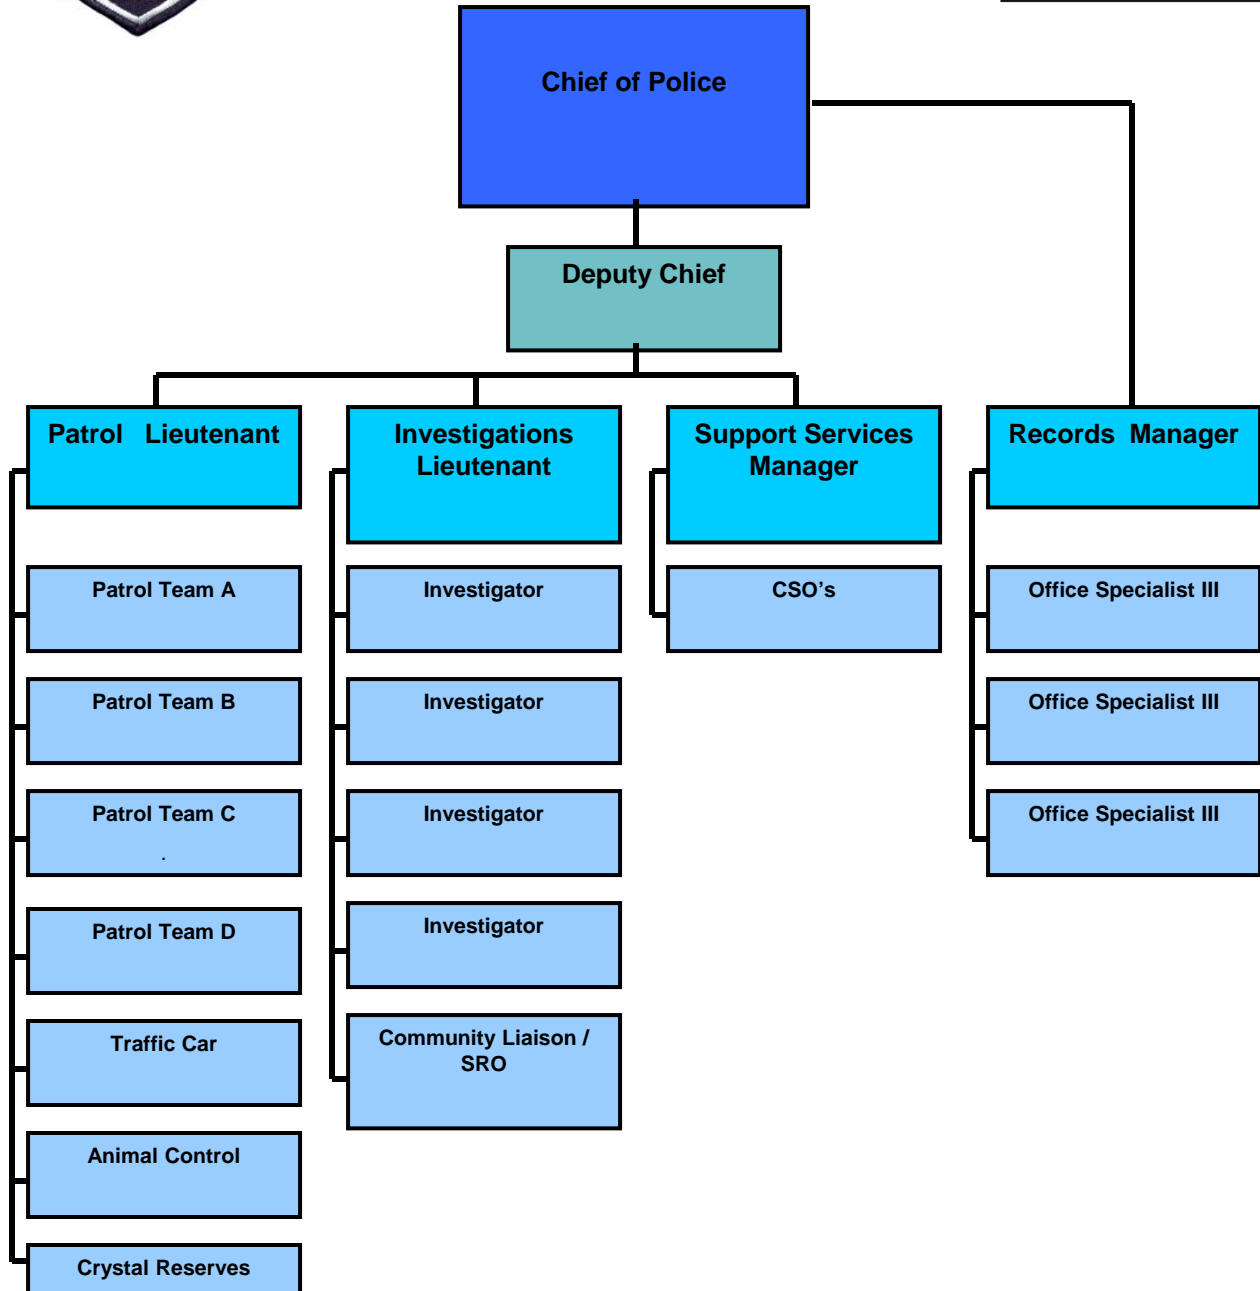 Chief of Police
Deputy Chief
Patrol Lieutenant
Investigations
Lieutenant
Support Services
Manager
Records Manager
Patrol Team A
Investigator
CSO’s
Office Specialist III
Patrol Team B
Investigator
Office Specialist III
Patrol Team C
.
Investigator
Office Specialist III
Patrol Team D
Investigator
Traffic Car
Community Liaison /
SRO
Animal Control
Crystal Reserves